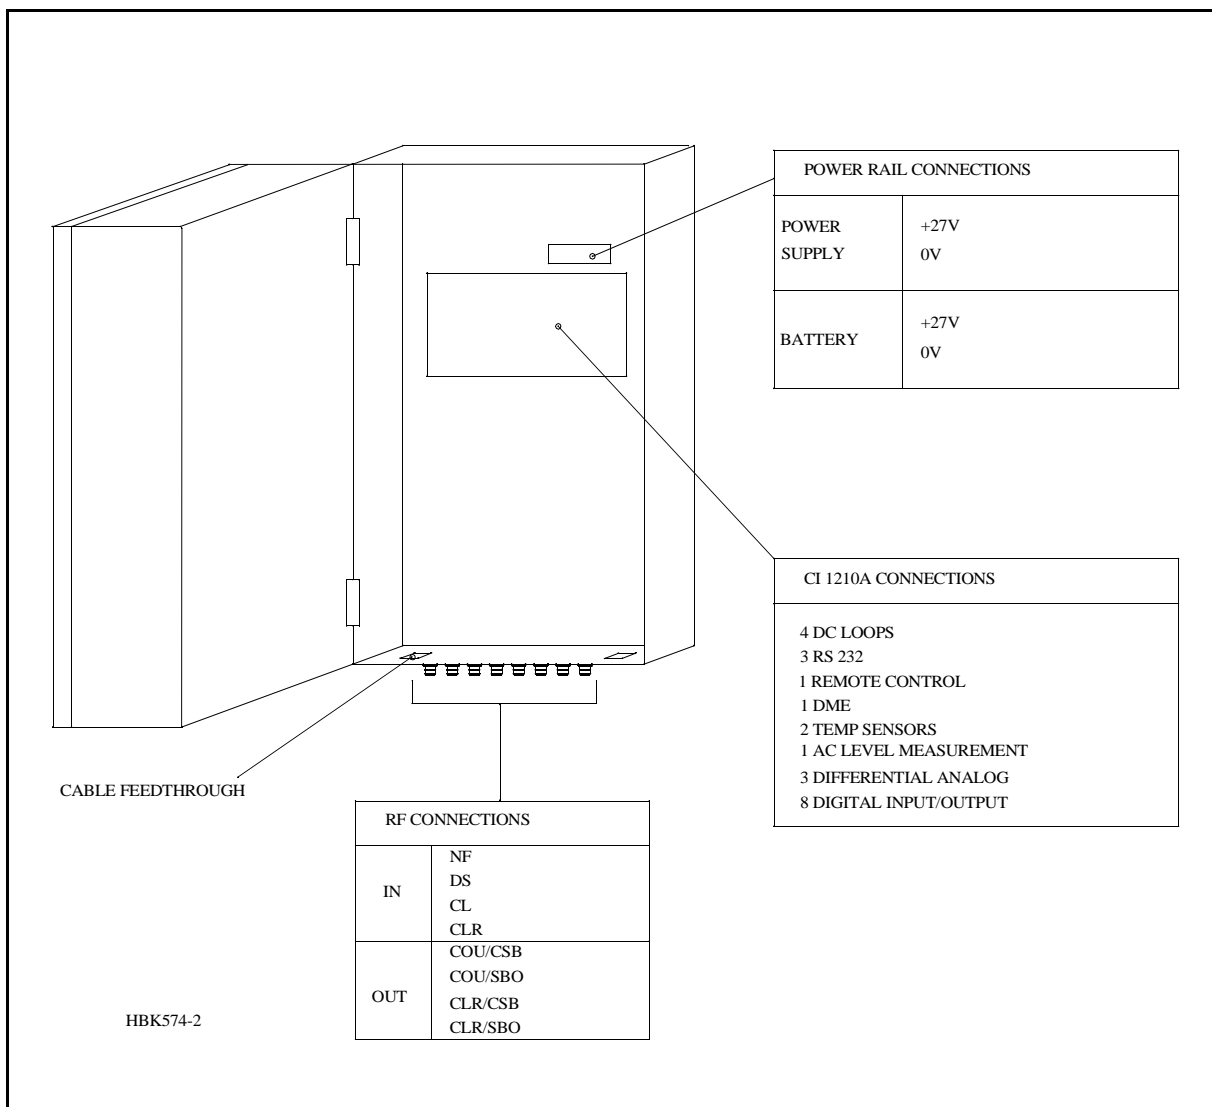 POWER RAIL CONNECTIONS
POWER SUPPLY
+27V
0V
BATTERY
+27V
0V
CI 1210A CONNECTIONS
4 DC LOOPS
3 RS 232
1 REMOTE CONTROL
1 DME
2 TEMP SENSORS
1 AC LEVEL MEASUREMENT
3 DIFFERENTIAL ANALOG
8 DIGITAL INPUT/OUTPUT
CABLE FEEDTHROUGH
RF CONNECTIONS
IN
NF
DS
CL
CLR
OUT
COU/CSB
COU/SBO
CLR/CSB
CLR/SBO
HBK574-2